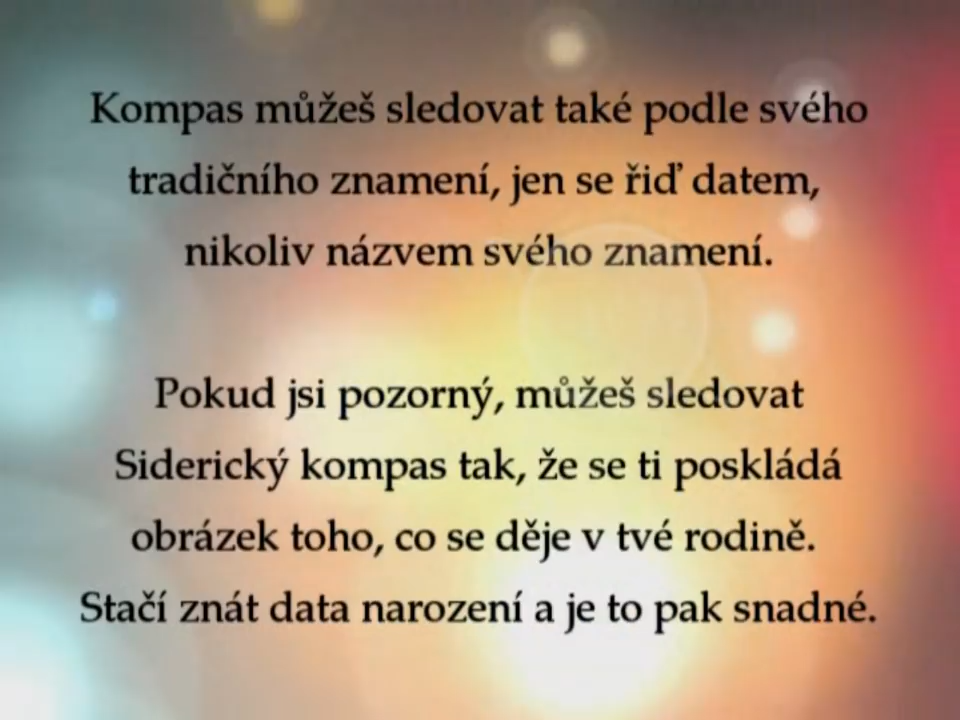 Kompas můžeš sledovat také podle svého
tradičního znamení, jen se řiď datem,
nikoliv názvem svého znamení.
Pokud jsi pozorný, můžeš sledovat
Siderický kompas tak, že se ti poskládá
obrázek toho, co se děje v tvé rodině.
Stačí znát data narození a je to pak snadné.